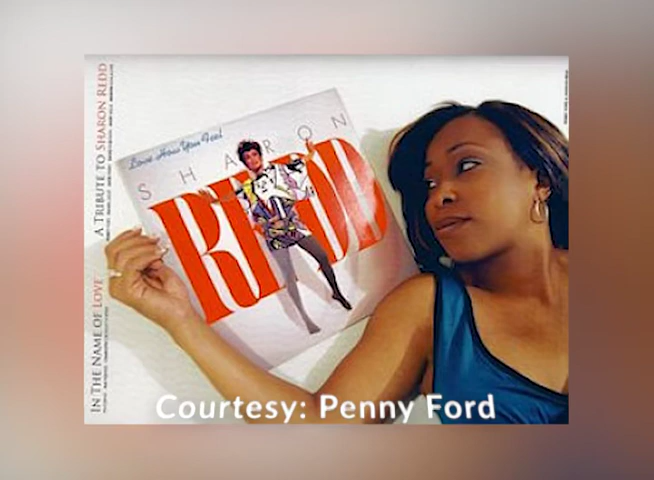 IN THE NAME OF LOVE
A TRIBUTE TO SHARON REDD
Love How You Feel
SHARON
REDD
Courtesy: Penny Ford